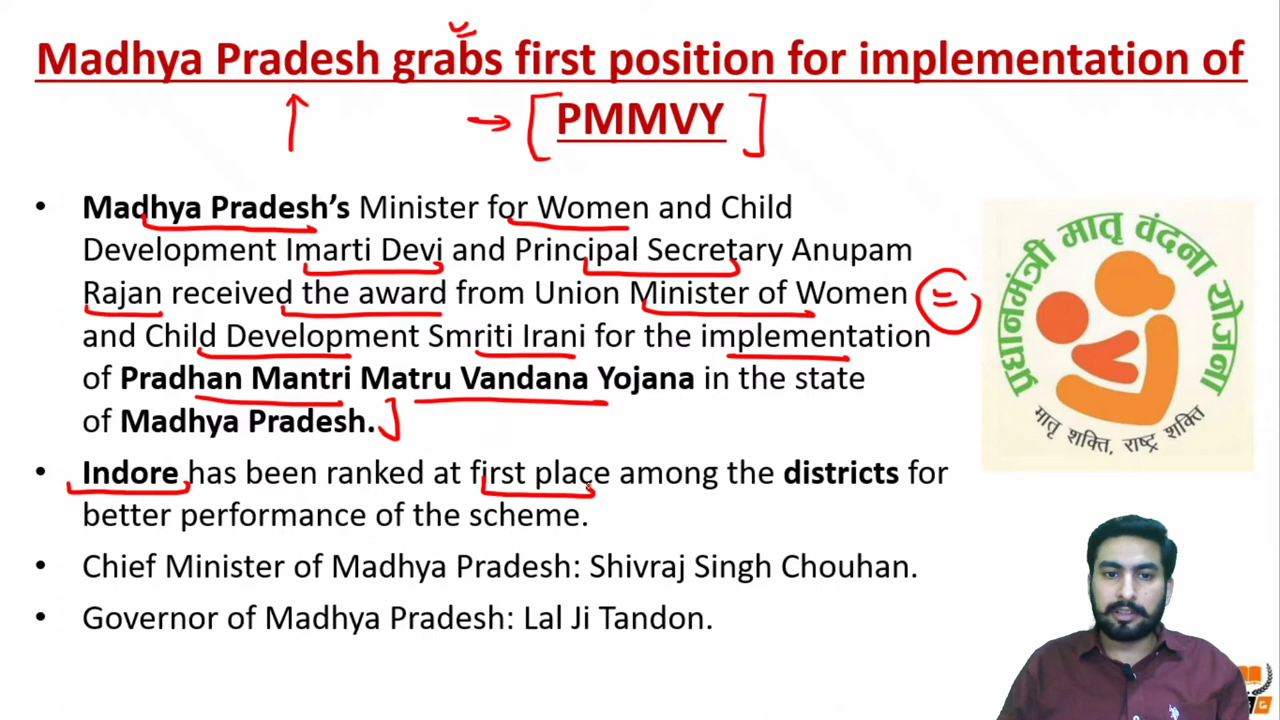 Madhya Pradesh grabs first position for implementation of
PMMVY
• Madhya Pradesh's Minister for Women and Child
Development Imarti Devi and Principal Secretary Anupam
Rajan received the award from Union Minister of Women
and Child Development Smriti Irani for the implementation
of Pradhan Mantri Matru Vandana Yojana in the state
of Madhya Pradesh.
• Indore has been ranked at first place among the districts for
better performance of the scheme.
• Chief Minister of Madhya Pradesh: Shivraj Singh Chouhan.
• Governor of Madhya Pradesh: Lal Ji Tandon.
प्रधानमंत्री मातृ वंदना योजना
मातृ शक्ति, राष्ट्र शक्ति